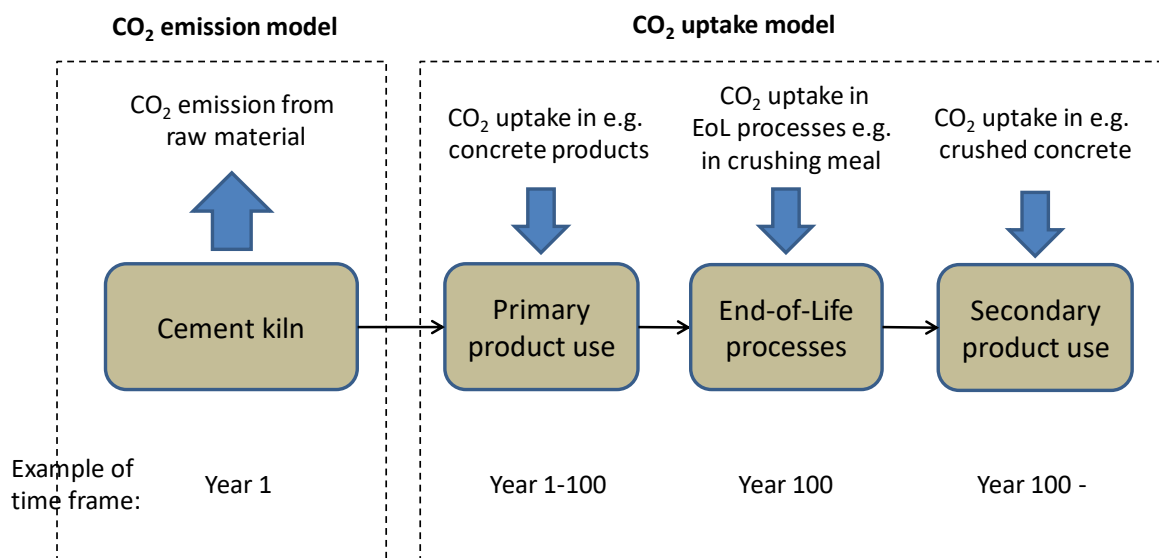 CO₂ emission model
CO₂ uptake model
CO₂ emission from
raw material
CO₂ uptake in e.g.
concrete products
CO₂ uptake in
EoL processes e.g.
in crushing meal
CO₂ uptake in e.g.
crushed concrete
Cement kiln
Primary
product use
End-of-Life
processes
Secondary
product use
Example of
time frame:
Year 1
Year 1-100
Year 100
Year 100 -